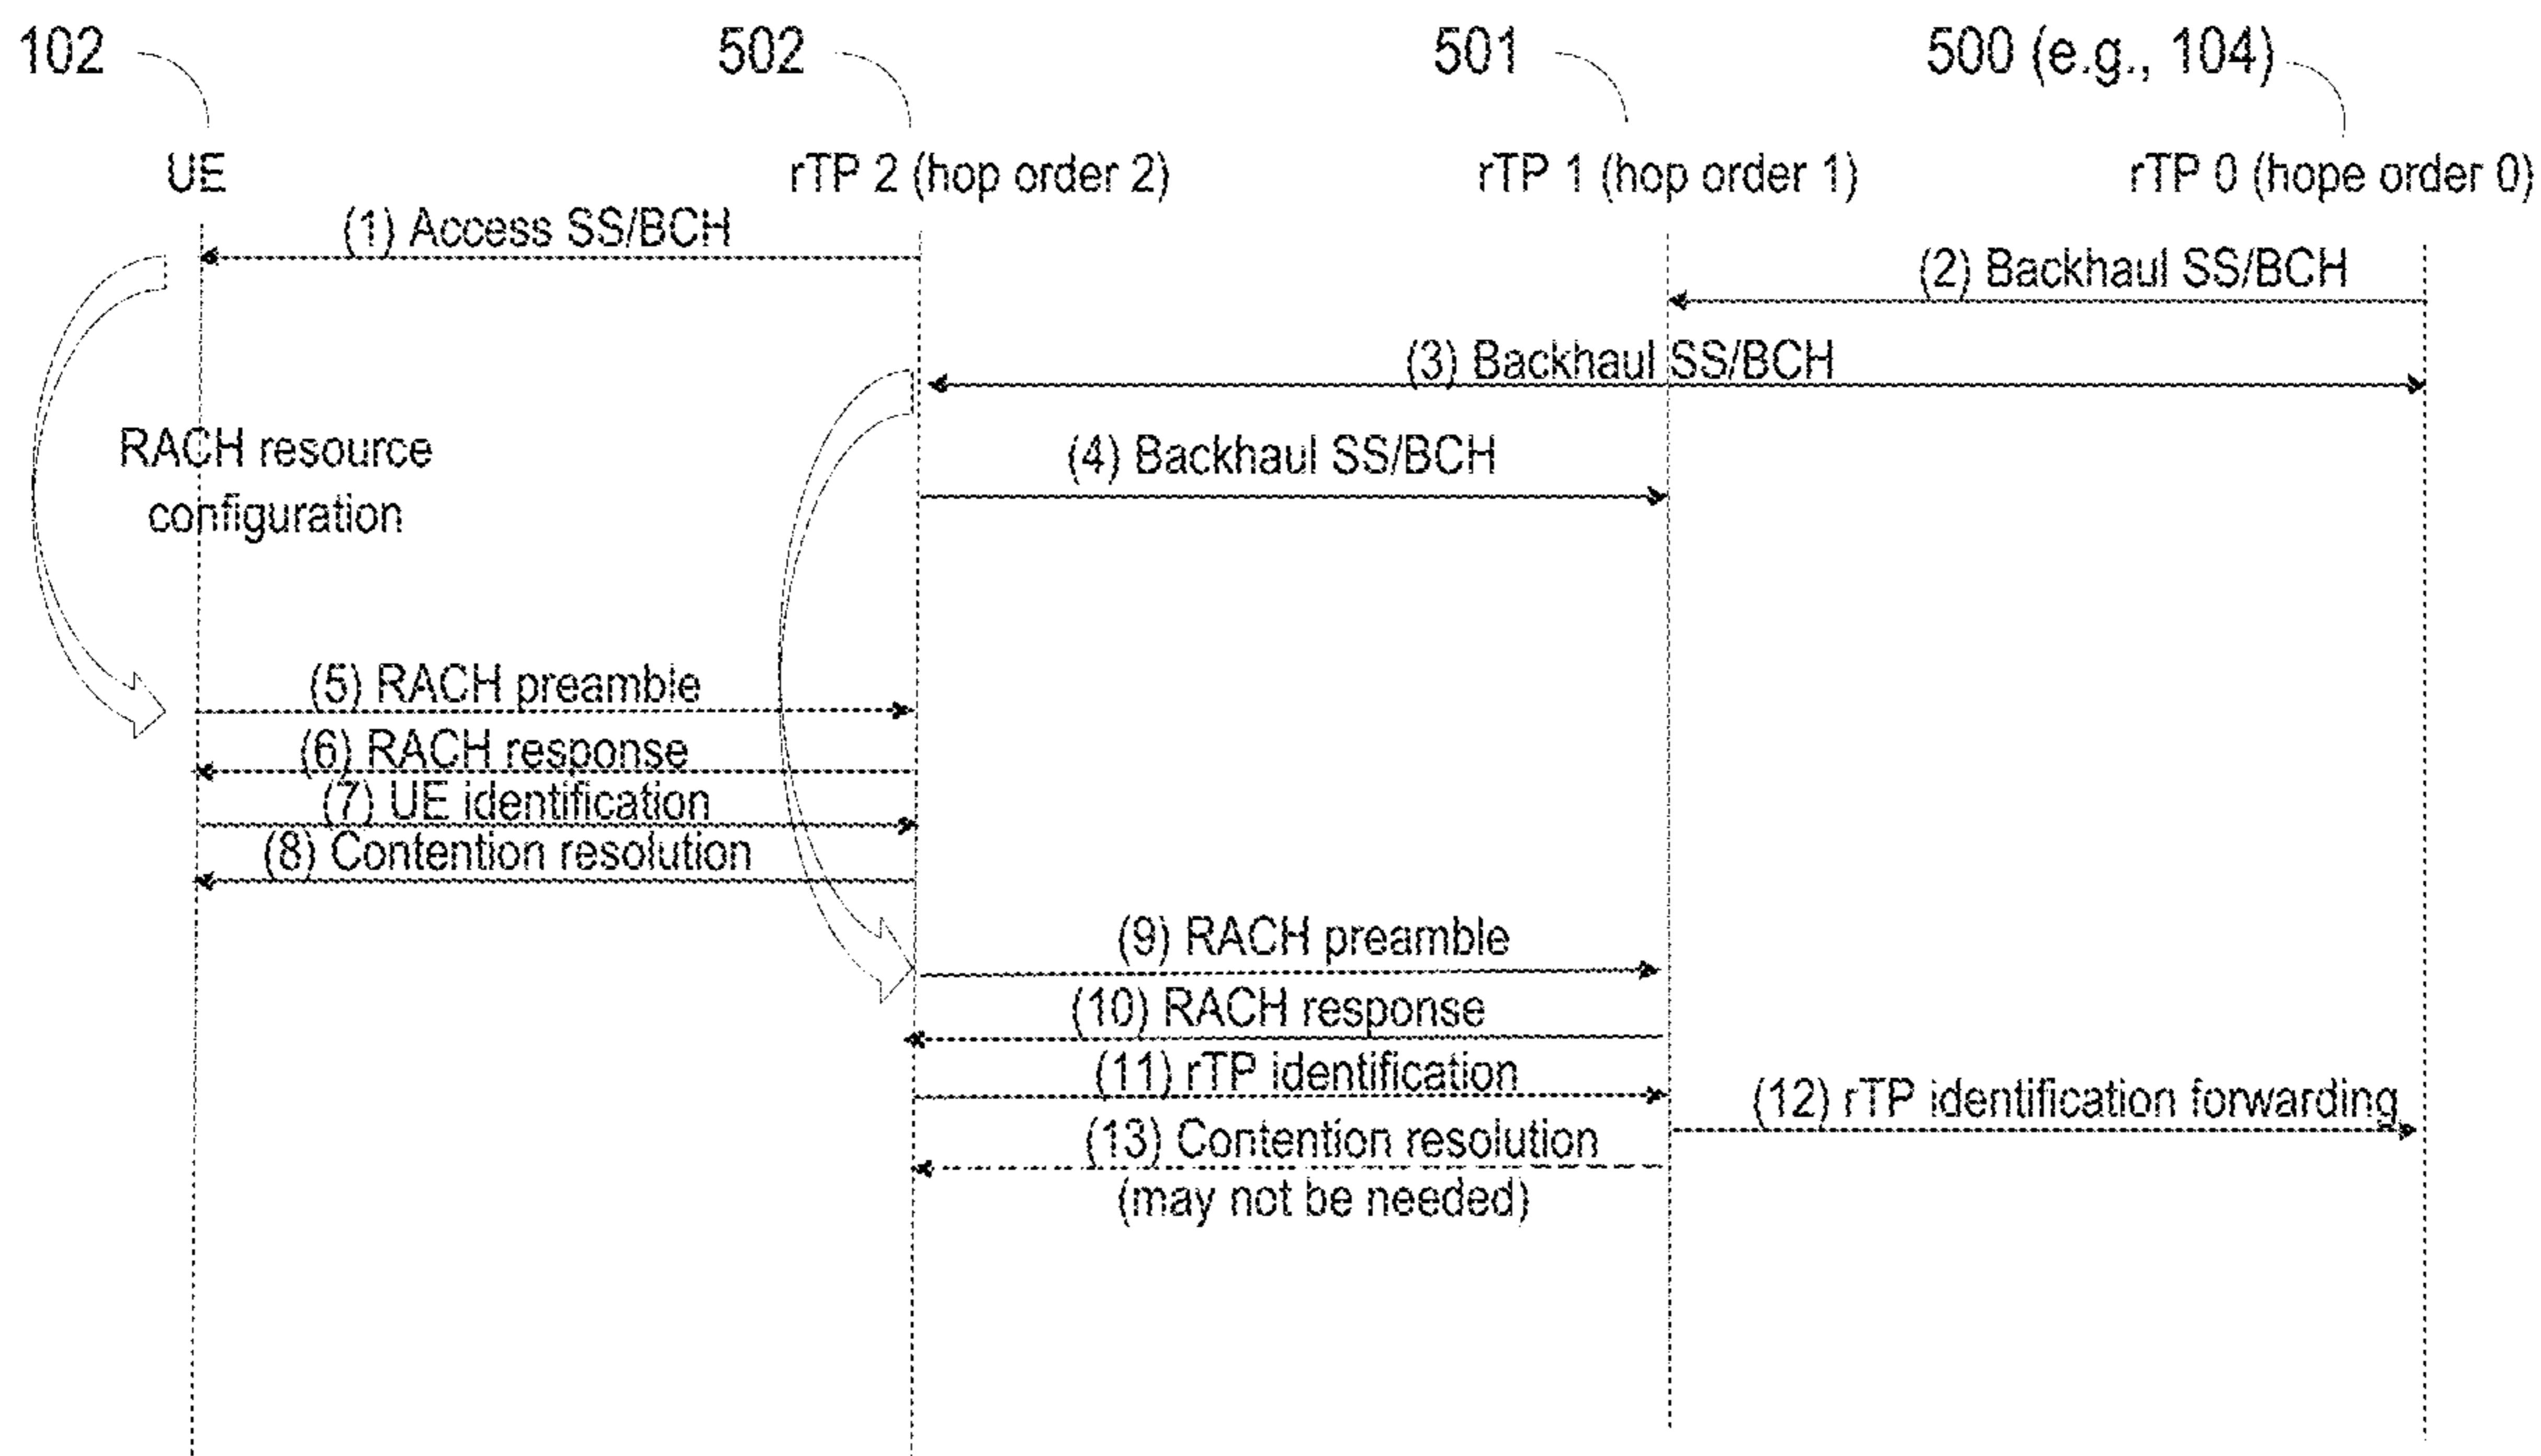 102
502
501
500 (e.g., 104)
UE
rTP 2 (hop order 2)
rTP 1 (hop order 1)
rTP 0 (hope order 0)
(1) Access SS/BCH
(2) Backhaul SS/BCH
(3) Backhaul SS/BCH
(4) Backhaul SS/BCH
RACH resource
configuration
(5) RACH preamble
(6) RACH response
(7) UE identification
(8) Contention resolution
(9) RACH preamble
(10) RACH response
(11) rTP identification
(12) rTP identification forwarding
(13) Contention resolution
(may not be needed)